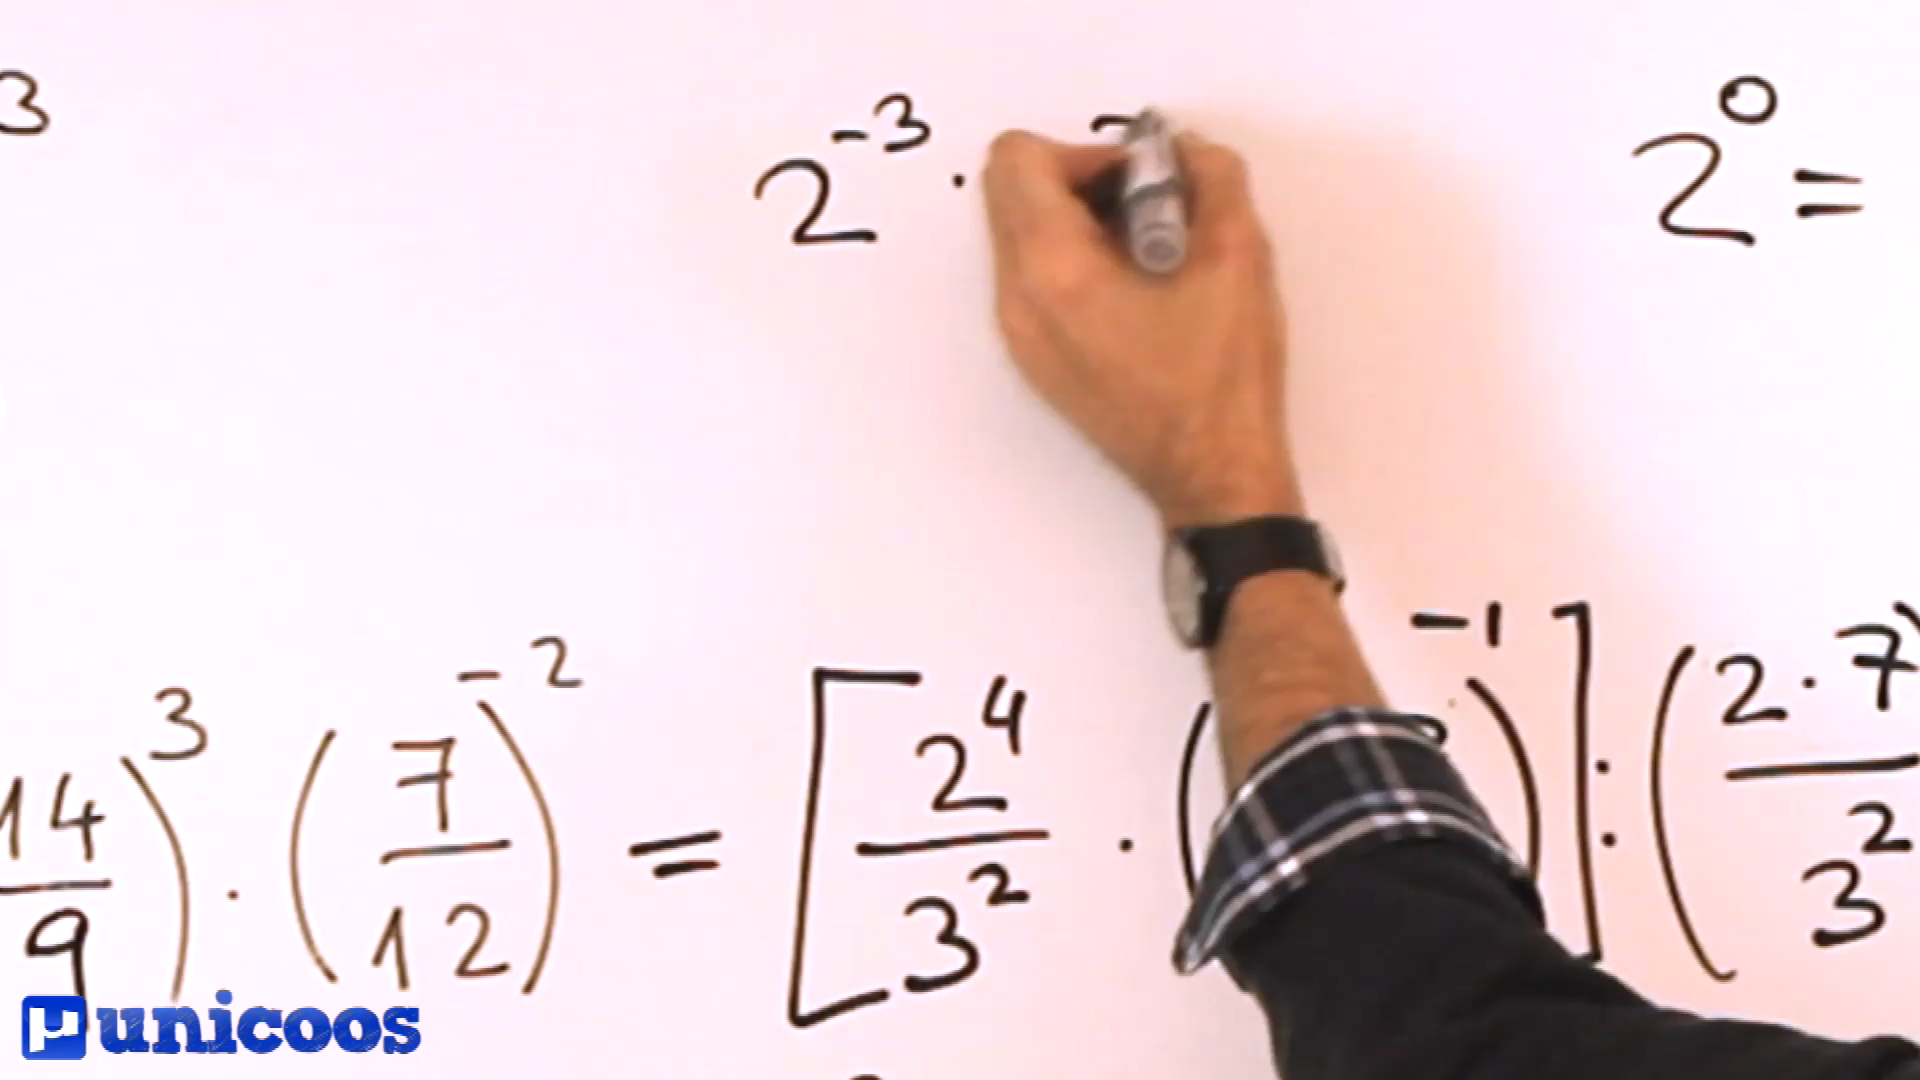 3 2^-3 · 2^0 =
14/9)^3 · (7/12)^-2 = [2^4/3^2 · ( )^-1] : (2·7/3^2
unicoos